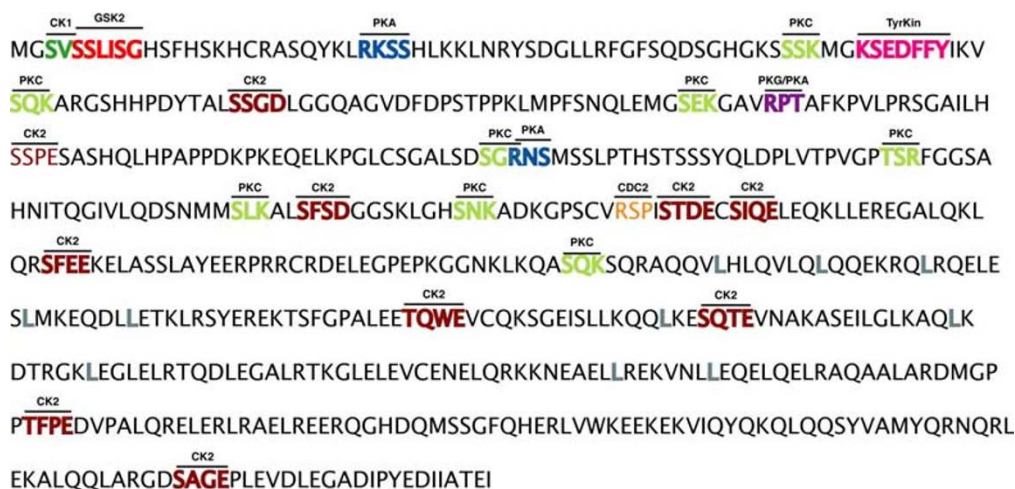 CK1 GSK2 PKA PKC TyrKin
MGSVSSLISGHSFHSKHCRASQYKLRKSSHLKKLNRYSDGLLRFGFSQDSGHGKSSSKMGKSEDFFYIKV
PKC CK2 PKC PKG/PKA
SQKARGSHHPDYTALSSGDLGGQAGVDFDPSTPPKLMPFSNQLEMGSEKGAVRPTAFKPVLPRSGAILH
CK2 PKC PKA PKC
SSPESASHQLHPAPPDKPKEQELKPGLCSGALSDSGRNSMSSLPTHSTSSSYQLDPLVTPVGPTSRFGGSA
PKC CK2 PKC CDC2 CK2 CK2
HNITQGIVLQDSNMMSLKALSFSDGGSKLGHSNKADKGPSCVRSPISTDECSIQELEQKLLEREGALQKL
CK2 PKC
QRSFEEKELASSLAYEERPRRCRDELEGPEPKGGNKLKQASQKSQRAQQVLHLQVLQLQQEKRQLRQELE
CK2 CK2
SLMKEQDLLETKLRSYEREKTSFGPALEETQWEVCQKSGEISLLKQQLKESQTEVNAKASEILGLKAQLK
DTRGKLEGLELRTQDLEGALRTKGLELEVCENELQRKKNEAELLREKVNLLEQELQELRAQAALARDMGP
CK2
PTFPEDVPALQRELERLRAELREERQGHDQMSSGFQHERLVWKEEKEKVIQYQKQLQQSYVAMYQRNQRL
CK2
EKALQQLARGDSAGEPLEVDLEGADIPYEDIIATEI